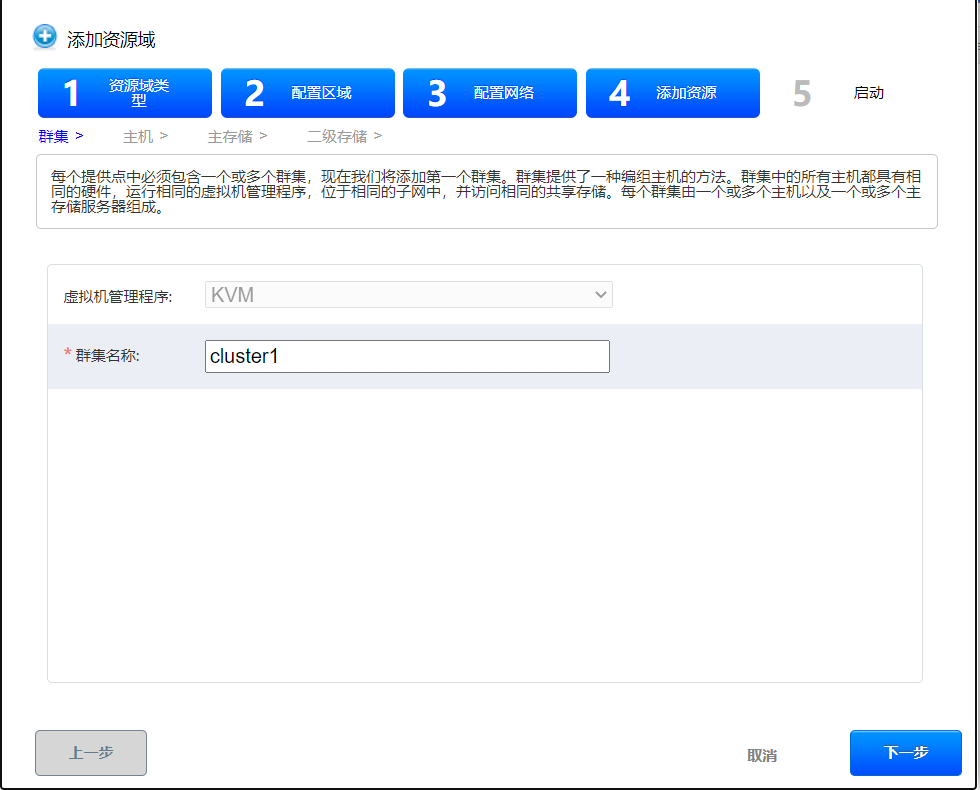 添加资源域
1 资源域类
型
2 配置区域
3 配置网络
4 添加资源
5 启动
群集 > 主机 > 主存储 > 二级存储 >
每个提供点中必须包含一个或多个群集，现在我们将添加第一个群集。群集提供了一种编组主机的方法。群集中的所有主机都具有相
同的硬件，运行相同的虚拟机管理程序，位于相同的子网中，并访问相同的共享存储。每个群集由一个或多个主机以及一个或多个主
存储服务器组成。
虚拟机管理程序: KVM
* 群集名称: cluster1
上一步 取消 下一步